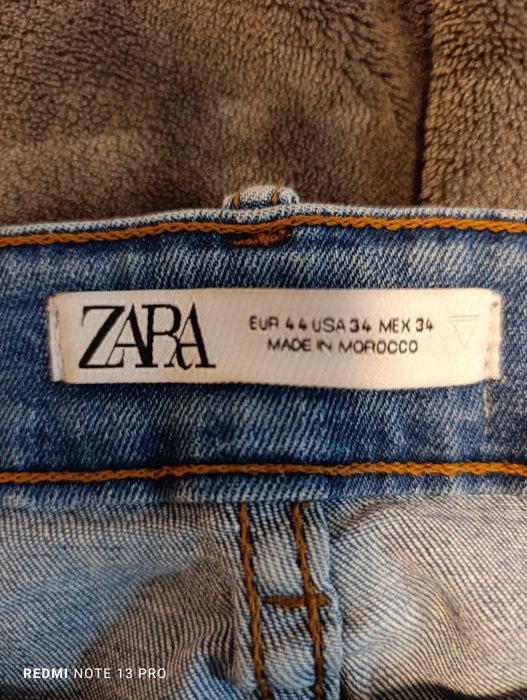 ZARA
EUR 44 USA 34 MEX 34
MADE IN MOROCCO
REDMI NOTE 13 PRO